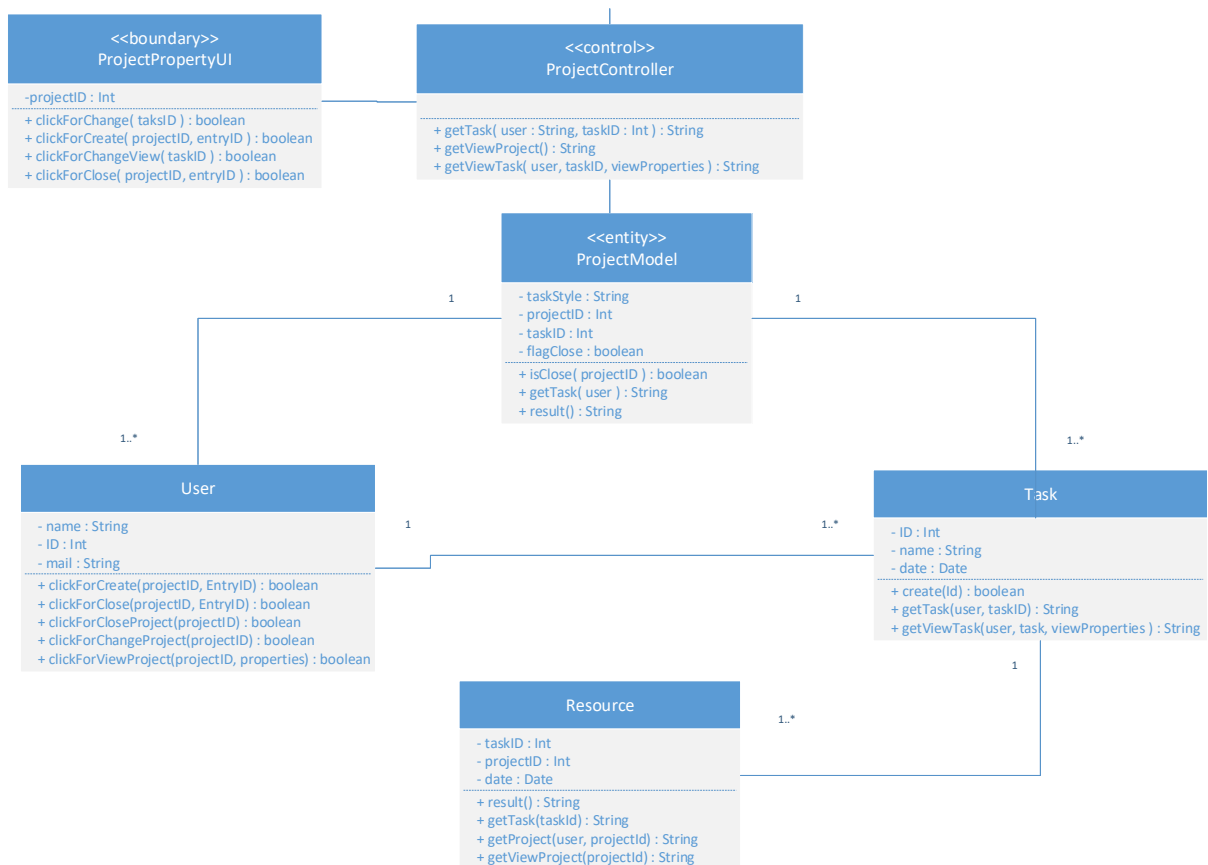 <<boundary>>
ProjectPropertyUI
-projectID : Int
+ clickForChange( taksID ) : boolean
+ clickForCreate( projectID, entryID ) : boolean
+ clickForChangeView( taskID ) : boolean
+ clickForClose( projectID, entryID ) : boolean
<<control>>
ProjectController
+ getTask( user : String, taskID : Int ) : String
+ getViewProject() : String
+ getViewTask( user, taskID, viewProperties ) : String
<<entity>>
ProjectModel
- taskStyle : String
- projectID : Int
- taskID : Int
- flagClose : boolean
+ isClose( projectID ) : boolean
+ getTask( user ) : String
+ result() : String
1
1
1..*
1..*
User
- name : String
- ID : Int
- mail : String
+ clickForCreate(projectID, EntryID) : boolean
+ clickForClose(projectID, EntryID) : boolean
+ clickForCloseProject(projectID) : boolean
+ clickForChangeProject(projectID) : boolean
+ clickForViewProject(projectID, properties) : boolean
1
1..*
Task
- ID : Int
- name : String
- date : Date
+ create(Id) : boolean
+ getTask(user, taskID) : String
+ getViewTask(user, task, viewProperties ) : String
1
1..*
Resource
- taskID : Int
- projectID : Int
- date : Date
+ result() : String
+ getTask(taskId) : String
+ getProject(user, projectId) : String
+ getViewProject(projectId) : String